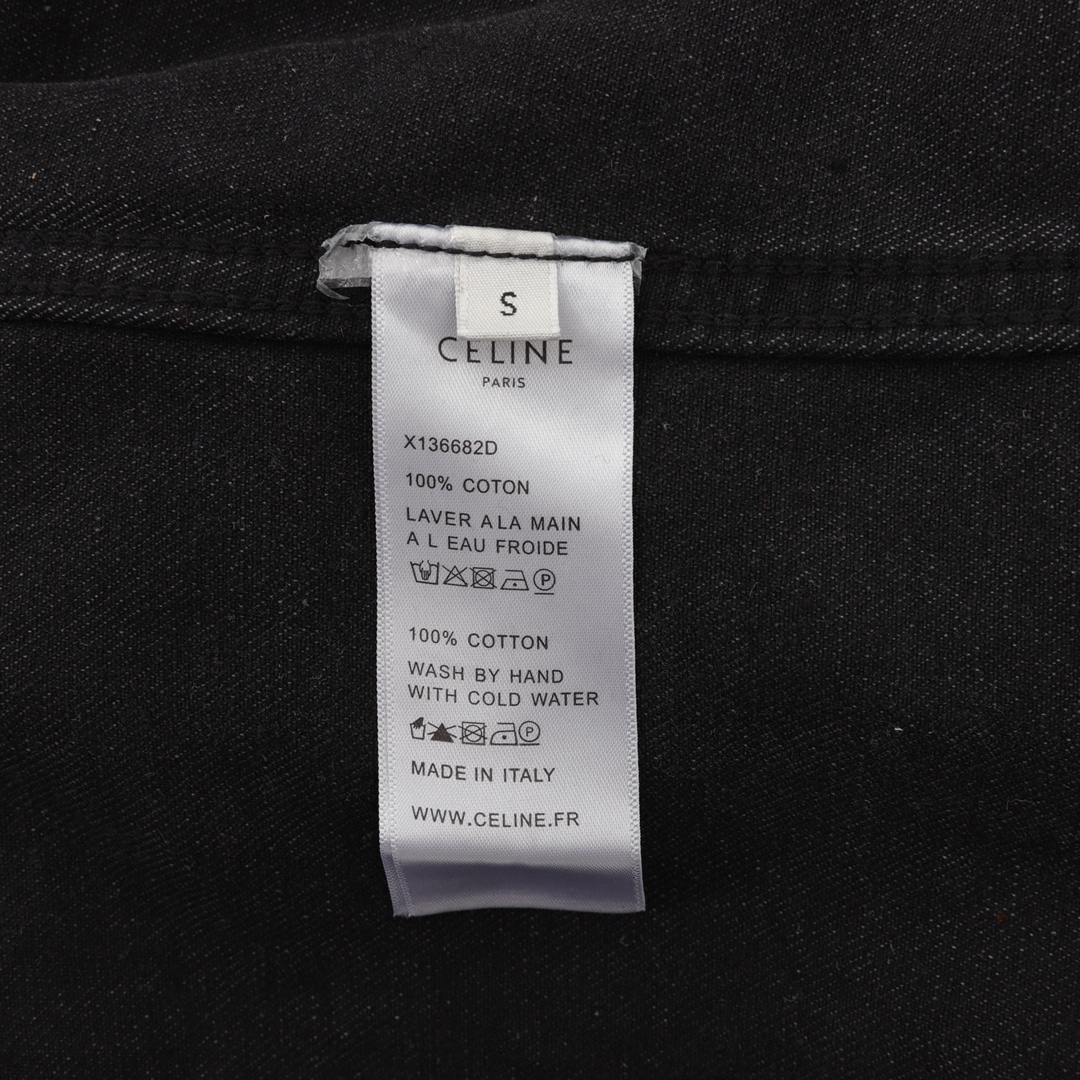 S
CELINE
PARIS
X136682D
100% COTON
LAVER A LA MAIN
A L EAU FROIDE
P
100% COTTON
WASH BY HAND
WITH COLD WATER
P
MADE IN ITALY
WWW.CELINE.FR